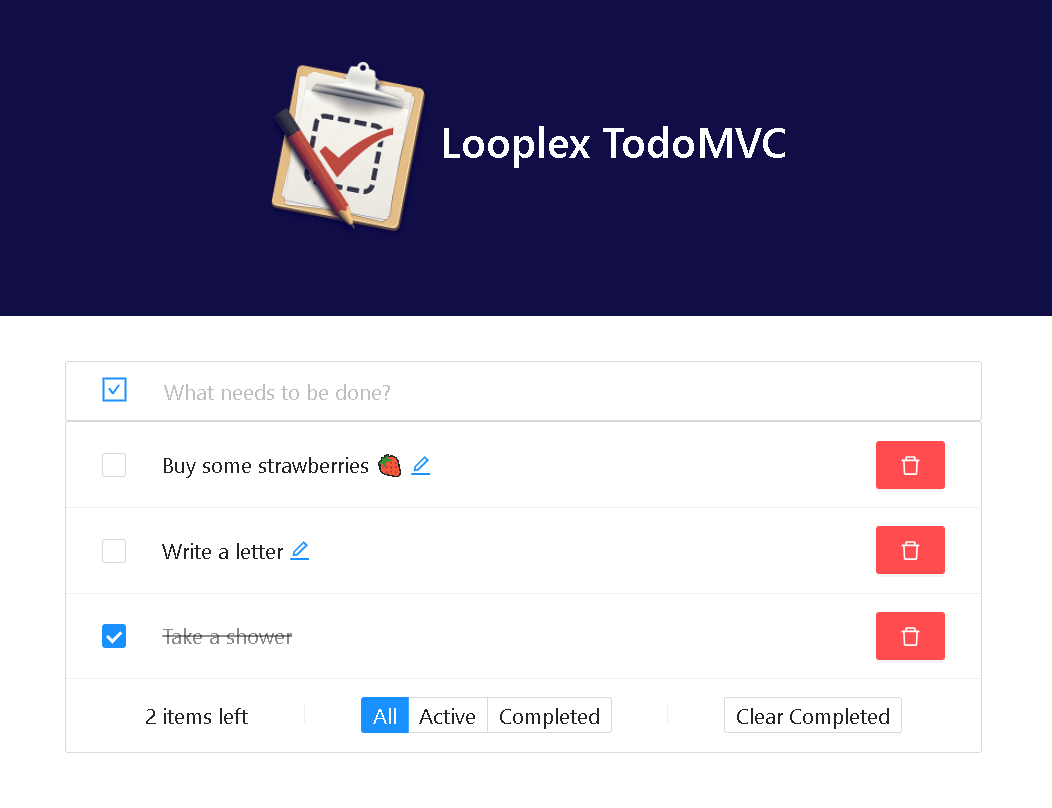 Looplex TodoMVC
What needs to be done?
Buy some strawberries 🍓
Write a letter
Take a shower
2 items left
All
Active
Completed
Clear Completed